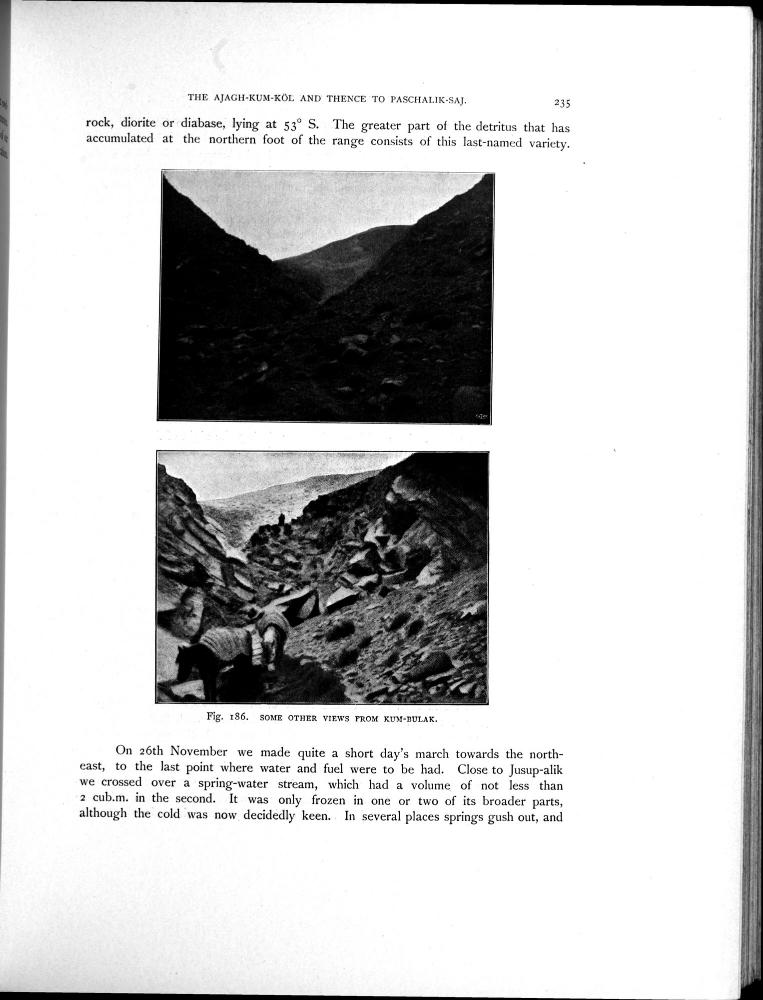 THE AJAGH-KUM-KÖL AND THENCE TO PASCHALIK-SAJ. 235
rock, diorite or diabase, lying at 53° S. The greater part of the detritus that has
accumulated at the northern foot of the range consists of this last-named variety.
Fig. 186. SOME OTHER VIEWS FROM KUM-BULAK.
On 26th November we made quite a short day's march towards the north-
east, to the last point where water and fuel were to be had. Close to Jusup-alik
we crossed over a spring-water stream, which had a volume of not less than
2 cub.m. in the second. It was only frozen in one or two of its broader parts,
although the cold was now decidedly keen. In several places springs gush out, and